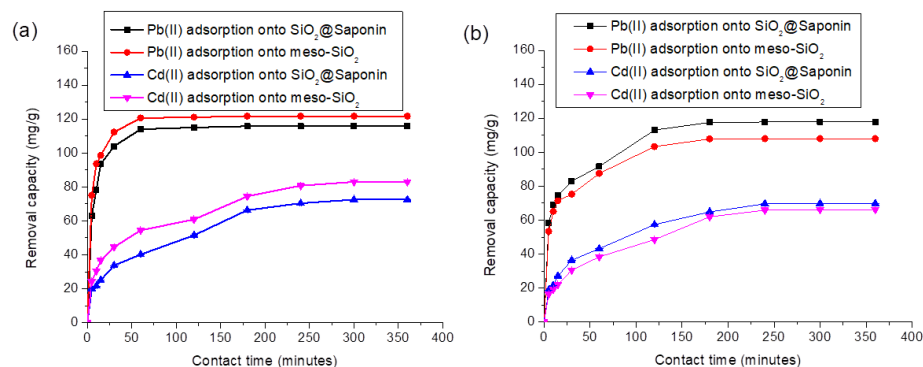 (a)
Pb(II) adsorption onto SiO₂@Saponin
Pb(II) adsorption onto meso-SiO₂
Cd(II) adsorption onto SiO₂@Saponin
Cd(II) adsorption onto meso-SiO₂
160
140
120
100
80
60
40
20
0
Removal capacity (mg/g)
0 50 100 150 200 250 300 350 400
Contact time (minutes)
(b)
Pb(II) adsorption onto SiO₂@Saponin
Pb(II) adsorption onto meso-SiO₂
Cd(II) adsorption onto SiO₂@Saponin
Cd(II) adsorption onto meso-SiO₂
160
140
120
100
80
60
40
20
0
Removal capacity (mg/g)
0 50 100 150 200 250 300 350 400
Contact time (minutes)